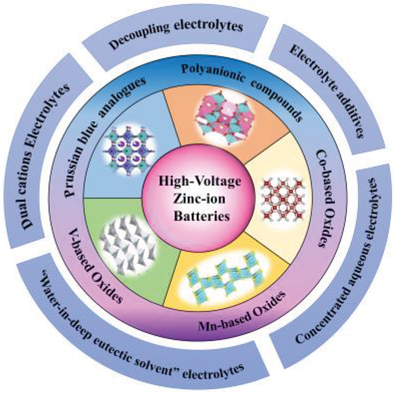 Decoupling electrolytes
Electrolyte additives
Concentrated aqueous electrolytes
"Water-in-deep eutectic solvent" electrolytes
Dual cations Electrolytes
Polyanionic compounds
Co-based Oxides
Mn-based Oxides
V-based Oxides
Prussian blue analogues
High-Voltage
Zinc-ion
Batteries